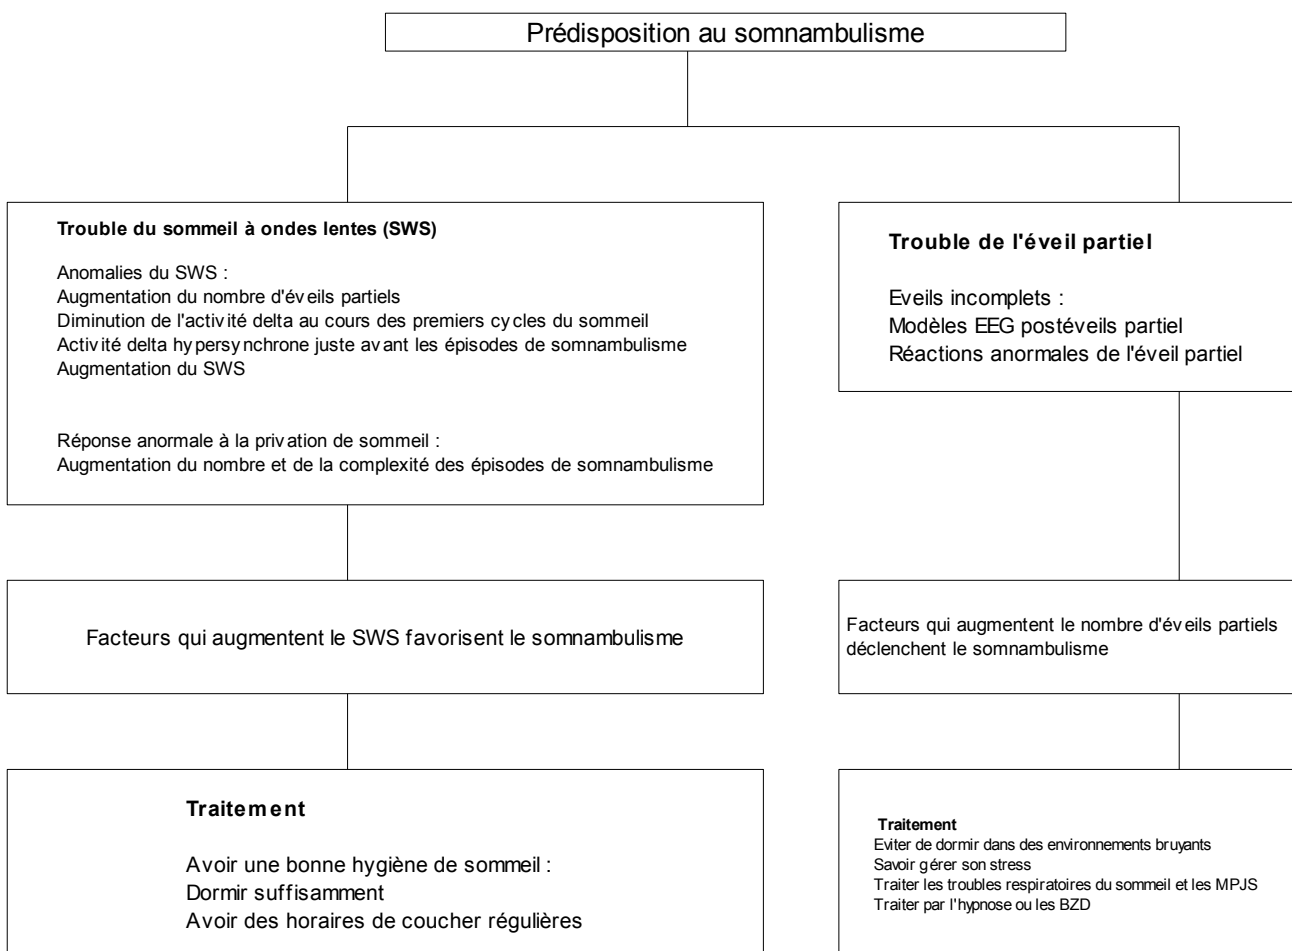 Prédisposition au somnambulisme
Trouble du sommeil à ondes lentes (SWS)
Anomalies du SWS :
Augmentation du nombre d'éveils partiels
Diminution de l'activité delta au cours des premiers cycles du sommeil
Activité delta hypersynchrone juste avant les épisodes de somnambulisme
Augmentation du SWS
Réponse anormale à la privation de sommeil :
Augmentation du nombre et de la complexité des épisodes de somnambulisme
Trouble de l'éveil partiel
Eveils incomplets :
Modèles EEG postéveils partiel
Réactions anormales de l'éveil partiel
Facteurs qui augmentent le SWS favorisent le somnambulisme
Facteurs qui augmentent le nombre d'éveils partiels
déclenchent le somnambulisme
Traitement
Avoir une bonne hygiène de sommeil :
Dormir suffisamment
Avoir des horaires de coucher régulières
Traitement
Eviter de dormir dans des environnements bruyants
Savoir gérer son stress
Traiter les troubles respiratoires du sommeil et les MPJS
Traiter par l'hypnose ou les BZD